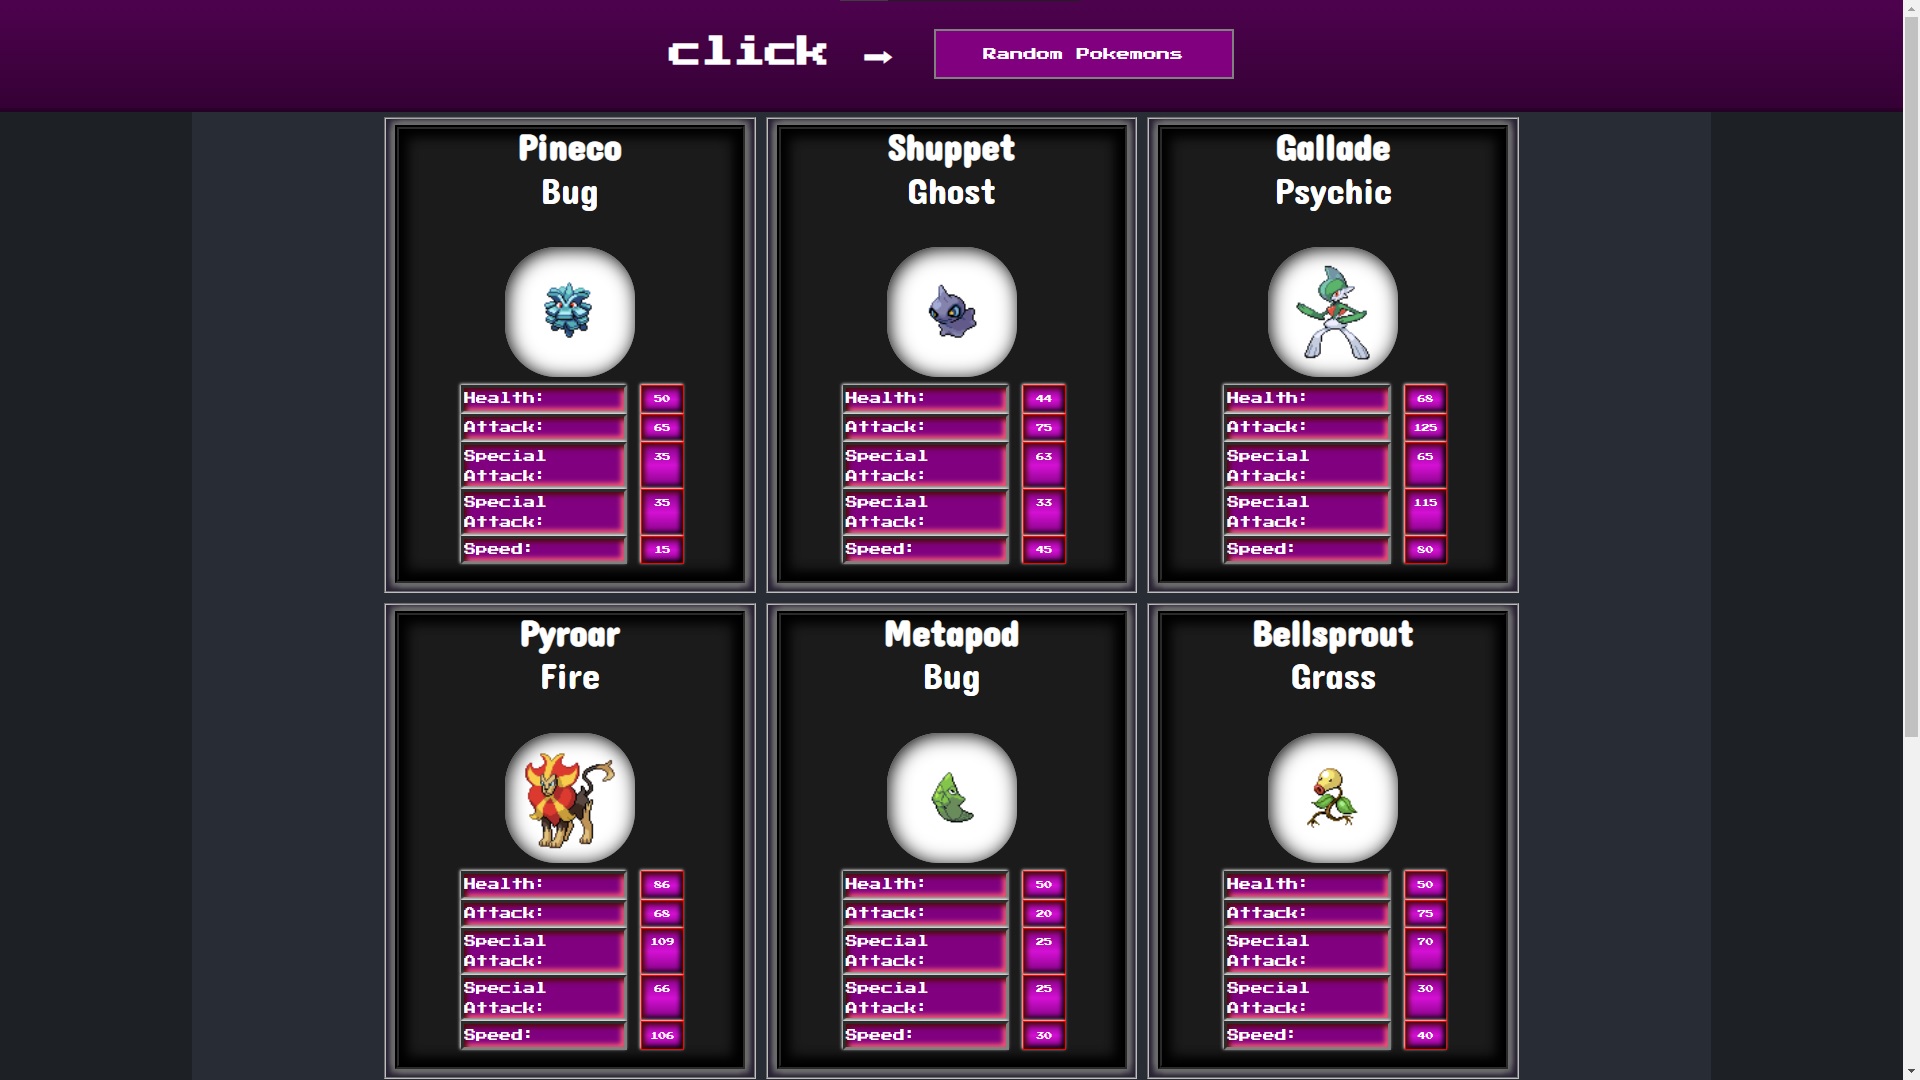 click → Random Pokemons
Pineco
Bug
Health: 50
Attack: 65
Special 35
Attack:
Special 35
Attack:
Speed: 15
Shuppet
Ghost
Health: 44
Attack: 75
Special 63
Attack:
Special 33
Attack:
Speed: 45
Gallade
Psychic
Health: 68
Attack: 125
Special 65
Attack:
Special 115
Attack:
Speed: 80
Pyroar
Fire
Health: 86
Attack: 68
Special 109
Attack:
Special 66
Attack:
Speed: 106
Metapod
Bug
Health: 50
Attack: 20
Special 25
Attack:
Special 25
Attack:
Speed: 30
Bellsprout
Grass
Health: 50
Attack: 75
Special 70
Attack:
Special 30
Attack:
Speed: 40